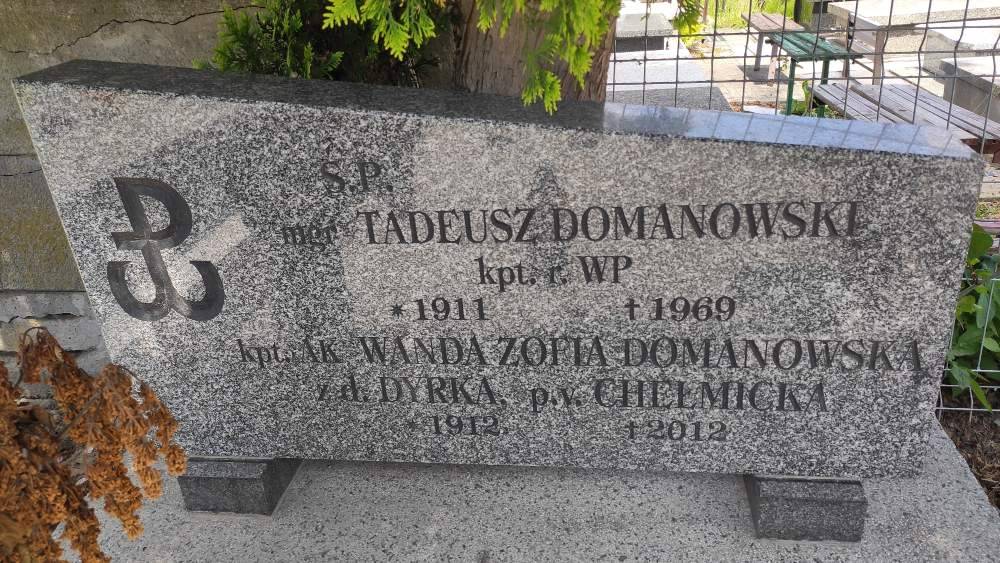 Ś.P.
mgr TADEUSZ DOMANOWSKI
kpt. r. WP
* 1911 † 1969
kpt. AK WANDA ZOFIA DOMANOWSKA
z d. DYRKA, p.v. CHEŁMICKA
* 1912. † 2012